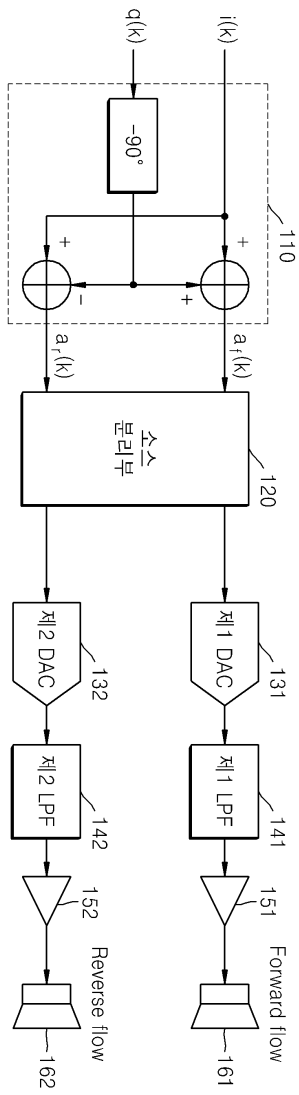 i(k)
q(k)
-90°
+
+
+
-
110
a_f(k)
a_r(k)
소스
분리부
120
제1 DAC
131
제2 DAC
132
제1 LPF
141
제2 LPF
142
151
152
Forward flow
161
Reverse flow
162